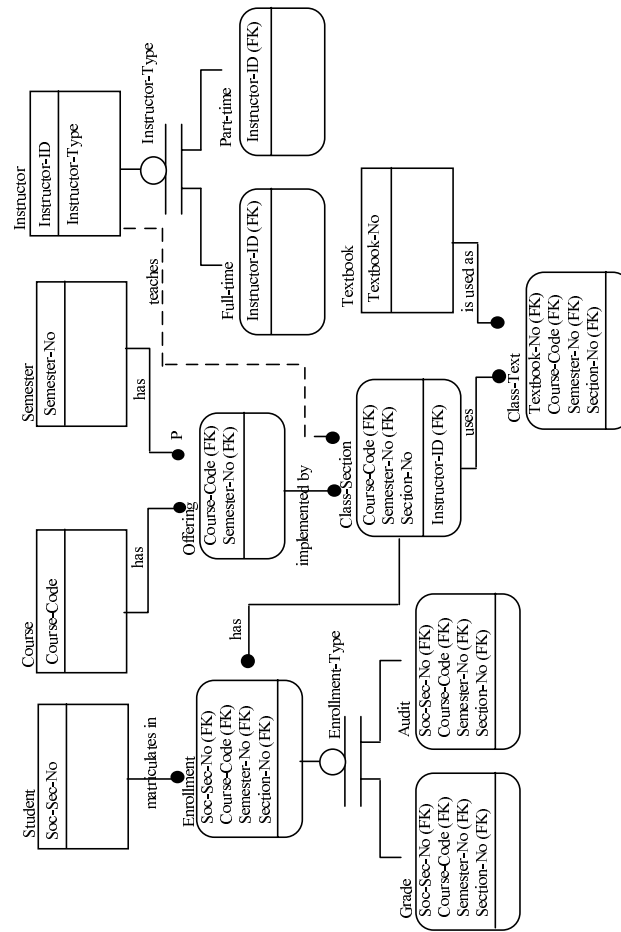 Student
Soc-Sec-No
Course
Course-Code
Semester
Semester-No
Instructor
Instructor-ID
Instructor-Type
matriculates in
has
has
P
teaches
Instructor-Type
Enrollment
Soc-Sec-No (FK)
Course-Code (FK)
Semester-No (FK)
Section-No (FK)
Offering
Course-Code (FK)
Semester-No (FK)
Full-time
Instructor-ID (FK)
Part-time
Instructor-ID (FK)
has
implemented by
Enrollment-Type
Class-Section
Course-Code (FK)
Semester-No (FK)
Section-No
Instructor-ID (FK)
Textbook
Textbook-No
Grade
Soc-Sec-No (FK)
Course-Code (FK)
Semester-No (FK)
Section-No (FK)
Audit
Soc-Sec-No (FK)
Course-Code (FK)
Semester-No (FK)
Section-No (FK)
uses
is used as
Class-Text
Textbook-No (FK)
Course-Code (FK)
Semester-No (FK)
Section-No (FK)